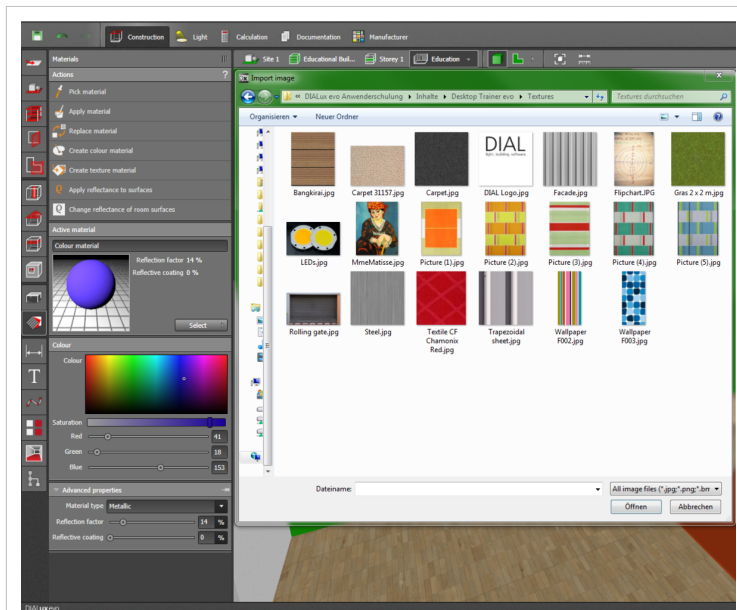 Construction
Light
Calculation
Documentation
Manufacturer
Materials
Site 1
Educational Buil...
Storey 1
Education
Actions
?
Pick material
Apply material
Replace material
Create colour material
Create texture material
Apply reflectance to surfaces
Change reflectance of room surfaces
Active material
Colour material
Reflection factor 14 %
Reflective coating 0 %
Select
Colour
Colour
Saturation
Red 41
Green 18
Blue 153
Advanced properties
Material type Metallic
Reflection factor 14 %
Reflective coating 0 %
T
Import image
x
« DIALux evo Anwenderschulung Inhalte Desktop Trainer evo Textures
Textures durchsuchen
Organisieren Neuer Ordner
DIAL
light. building. software
Bangkirai.jpg
Carpet 31157.jpg
Carpet.jpg
DIAL Logo.jpg
Facade.jpg
Flipchart.JPG
Gras 2 x 2 m.jpg
LEDs.jpg
MmeMatisse.jpg
Picture (1).jpg
Picture (2).jpg
Picture (3).jpg
Picture (4).jpg
Picture (5).jpg
Rolling gate.jpg
Steel.jpg
Textile CF
Chamonix
Red.jpg
Trapezoidal
sheet.jpg
Wallpaper
F002.jpg
Wallpaper
F003.jpg
Dateiname:
All image files (*.jpg;*.png;*.bm
Öffnen
Abbrechen
DIALux evo